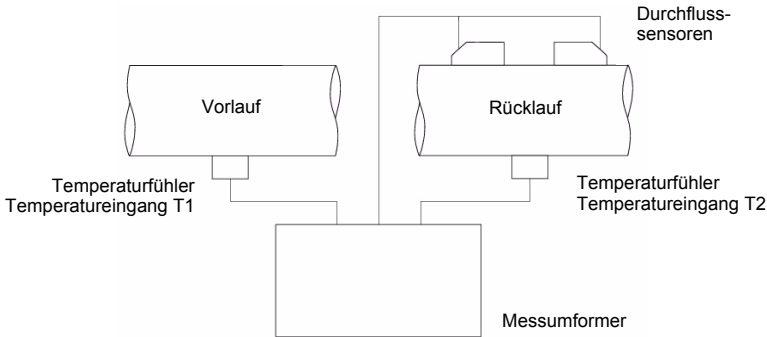 Durchfluss-
sensoren
Vorlauf
Rücklauf
Temperaturfühler
Temperatureingang T1
Temperaturfühler
Temperatureingang T2
Messumformer